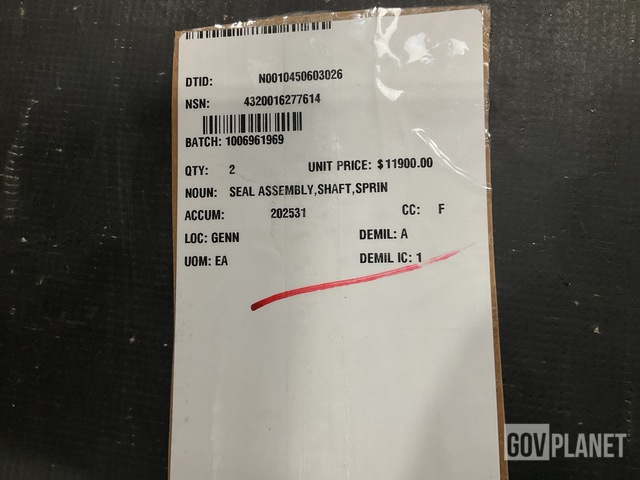 DTID: N0010450603026
NSN: 4320016277614
BATCH: 1006961969
QTY: 2 UNIT PRICE: $11900.00
NOUN: SEAL ASSEMBLY,SHAFT,SPRIN
ACCUM: 202531 CC: F
LOC: GENN DEMIL: A
UOM: EA DEMIL IC: 1
GOVPLANET